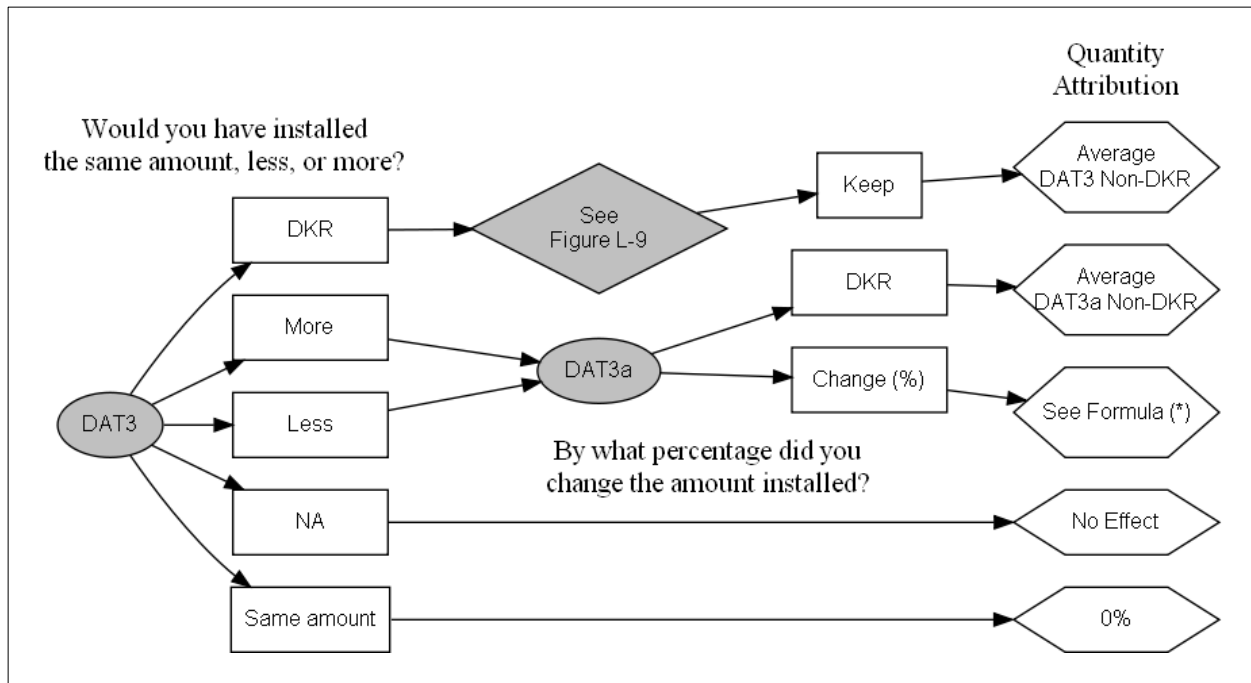 Quantity
Attribution
Would you have installed
the same amount, less, or more?
Average
DAT3 Non-DKR
Keep
See
Figure L-9
DKR
Average
DAT3a Non-DKR
DKR
More
DAT3a
Change (%)
See Formula (*)
DAT3
Less
By what percentage did you
change the amount installed?
NA
No Effect
Same amount
0%